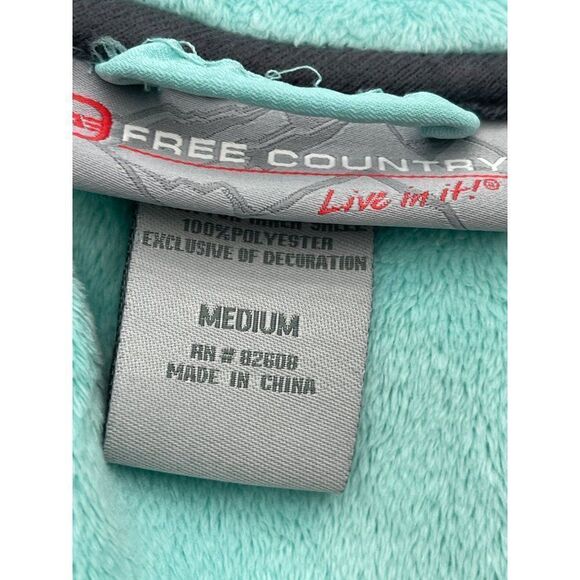 FREE COUNTRY
Live in it!®
100% POLYESTER
EXCLUSIVE OF DECORATION
MEDIUM
RN # 82608
MADE IN CHINA